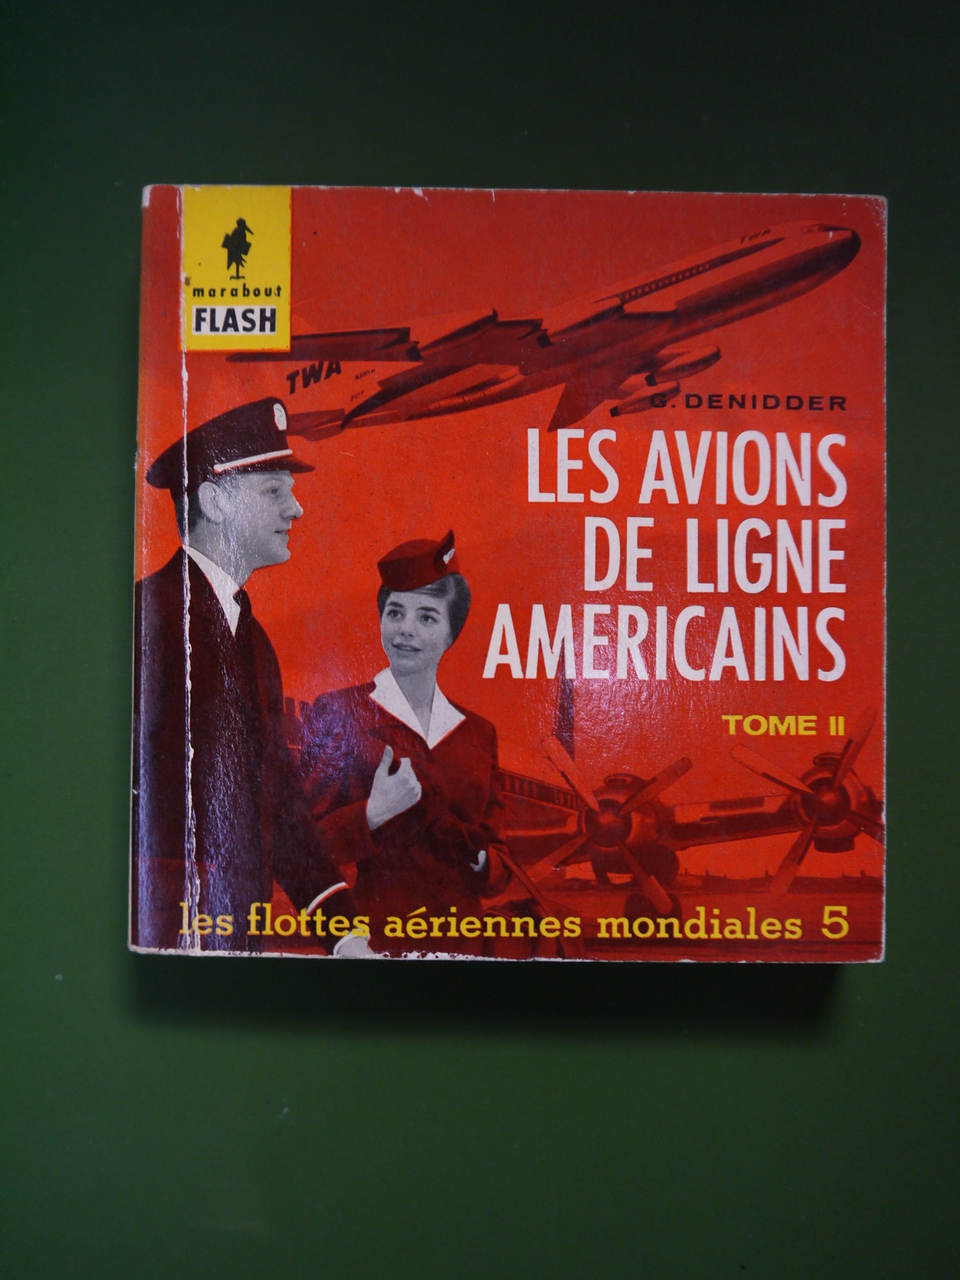 marabout
FLASH
TWA
TWA
G. DENIDDER
LES AVIONS
DE LIGNE
AMERICAINS
TOME II
les flottes aériennes mondiales 5